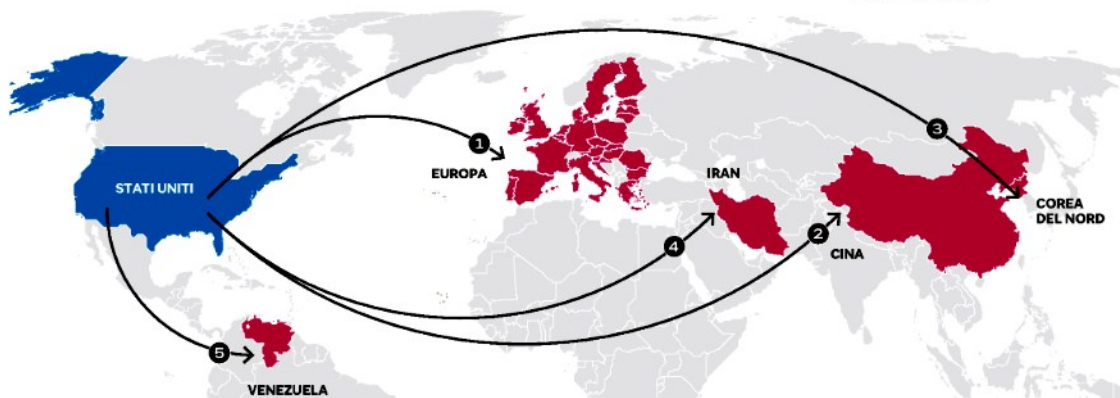 3
1
STATI UNITI
EUROPA
IRAN
COREA
DEL NORD
2
4
CINA
5
VENEZUELA